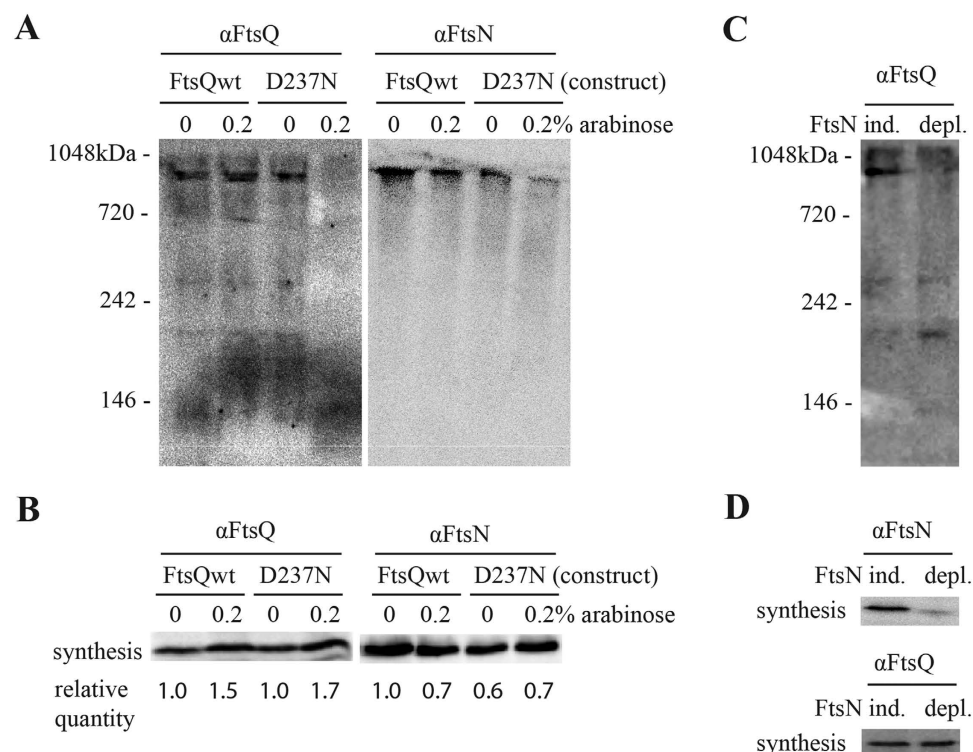 A
αFtsQ αFtsN
FtsQwt D237N FtsQwt D237N (construct)
0 0.2 0 0.2 0 0.2 0 0.2% arabinose
1048kDa -
720 -
242 -
146 -
B
αFtsQ αFtsN
FtsQwt D237N FtsQwt D237N (construct)
0 0.2 0 0.2 0 0.2 0 0.2% arabinose
synthesis
relative 1.0 1.5 1.0 1.7 1.0 0.7 0.6 0.7
quantity
C
αFtsQ
FtsN ind. depl.
1048kDa -
720 -
242 -
146 -
D
αFtsN
FtsN ind. depl.
synthesis
αFtsQ
FtsN ind. depl.
synthesis